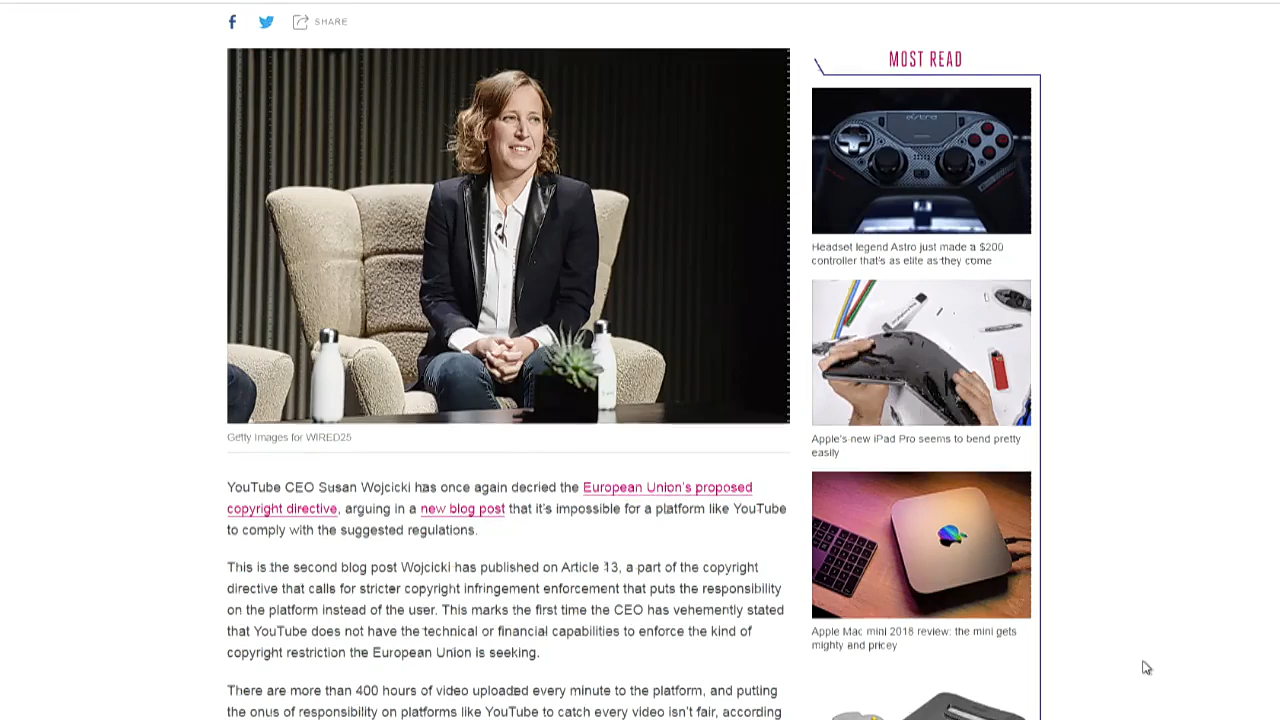 SHARE
Getty Images for WIRED25
YouTube CEO Susan Wojcicki has once again decried the European Union's proposed
copyright directive, arguing in a new blog post that it's impossible for a platform like YouTube
to comply with the suggested regulations.
This is the second blog post Wojcicki has published on Article 13, a part of the copyright
directive that calls for stricter copyright infringement enforcement that puts the responsibility
on the platform instead of the user. This marks the first time the CEO has vehemently stated
that YouTube does not have the technical or financial capabilities to enforce the kind of
copyright restriction the European Union is seeking.
There are more than 400 hours of video uploaded every minute to the platform, and putting
the onus of responsibility on platforms like YouTube to catch every video isn't fair, according
MOST READ
astro
Headset legend Astro just made a $200
controller that's as elite as they come
Apple's new iPad Pro seems to bend pretty
easily
Apple Mac mini 2018 review: the mini gets
mighty and pricey